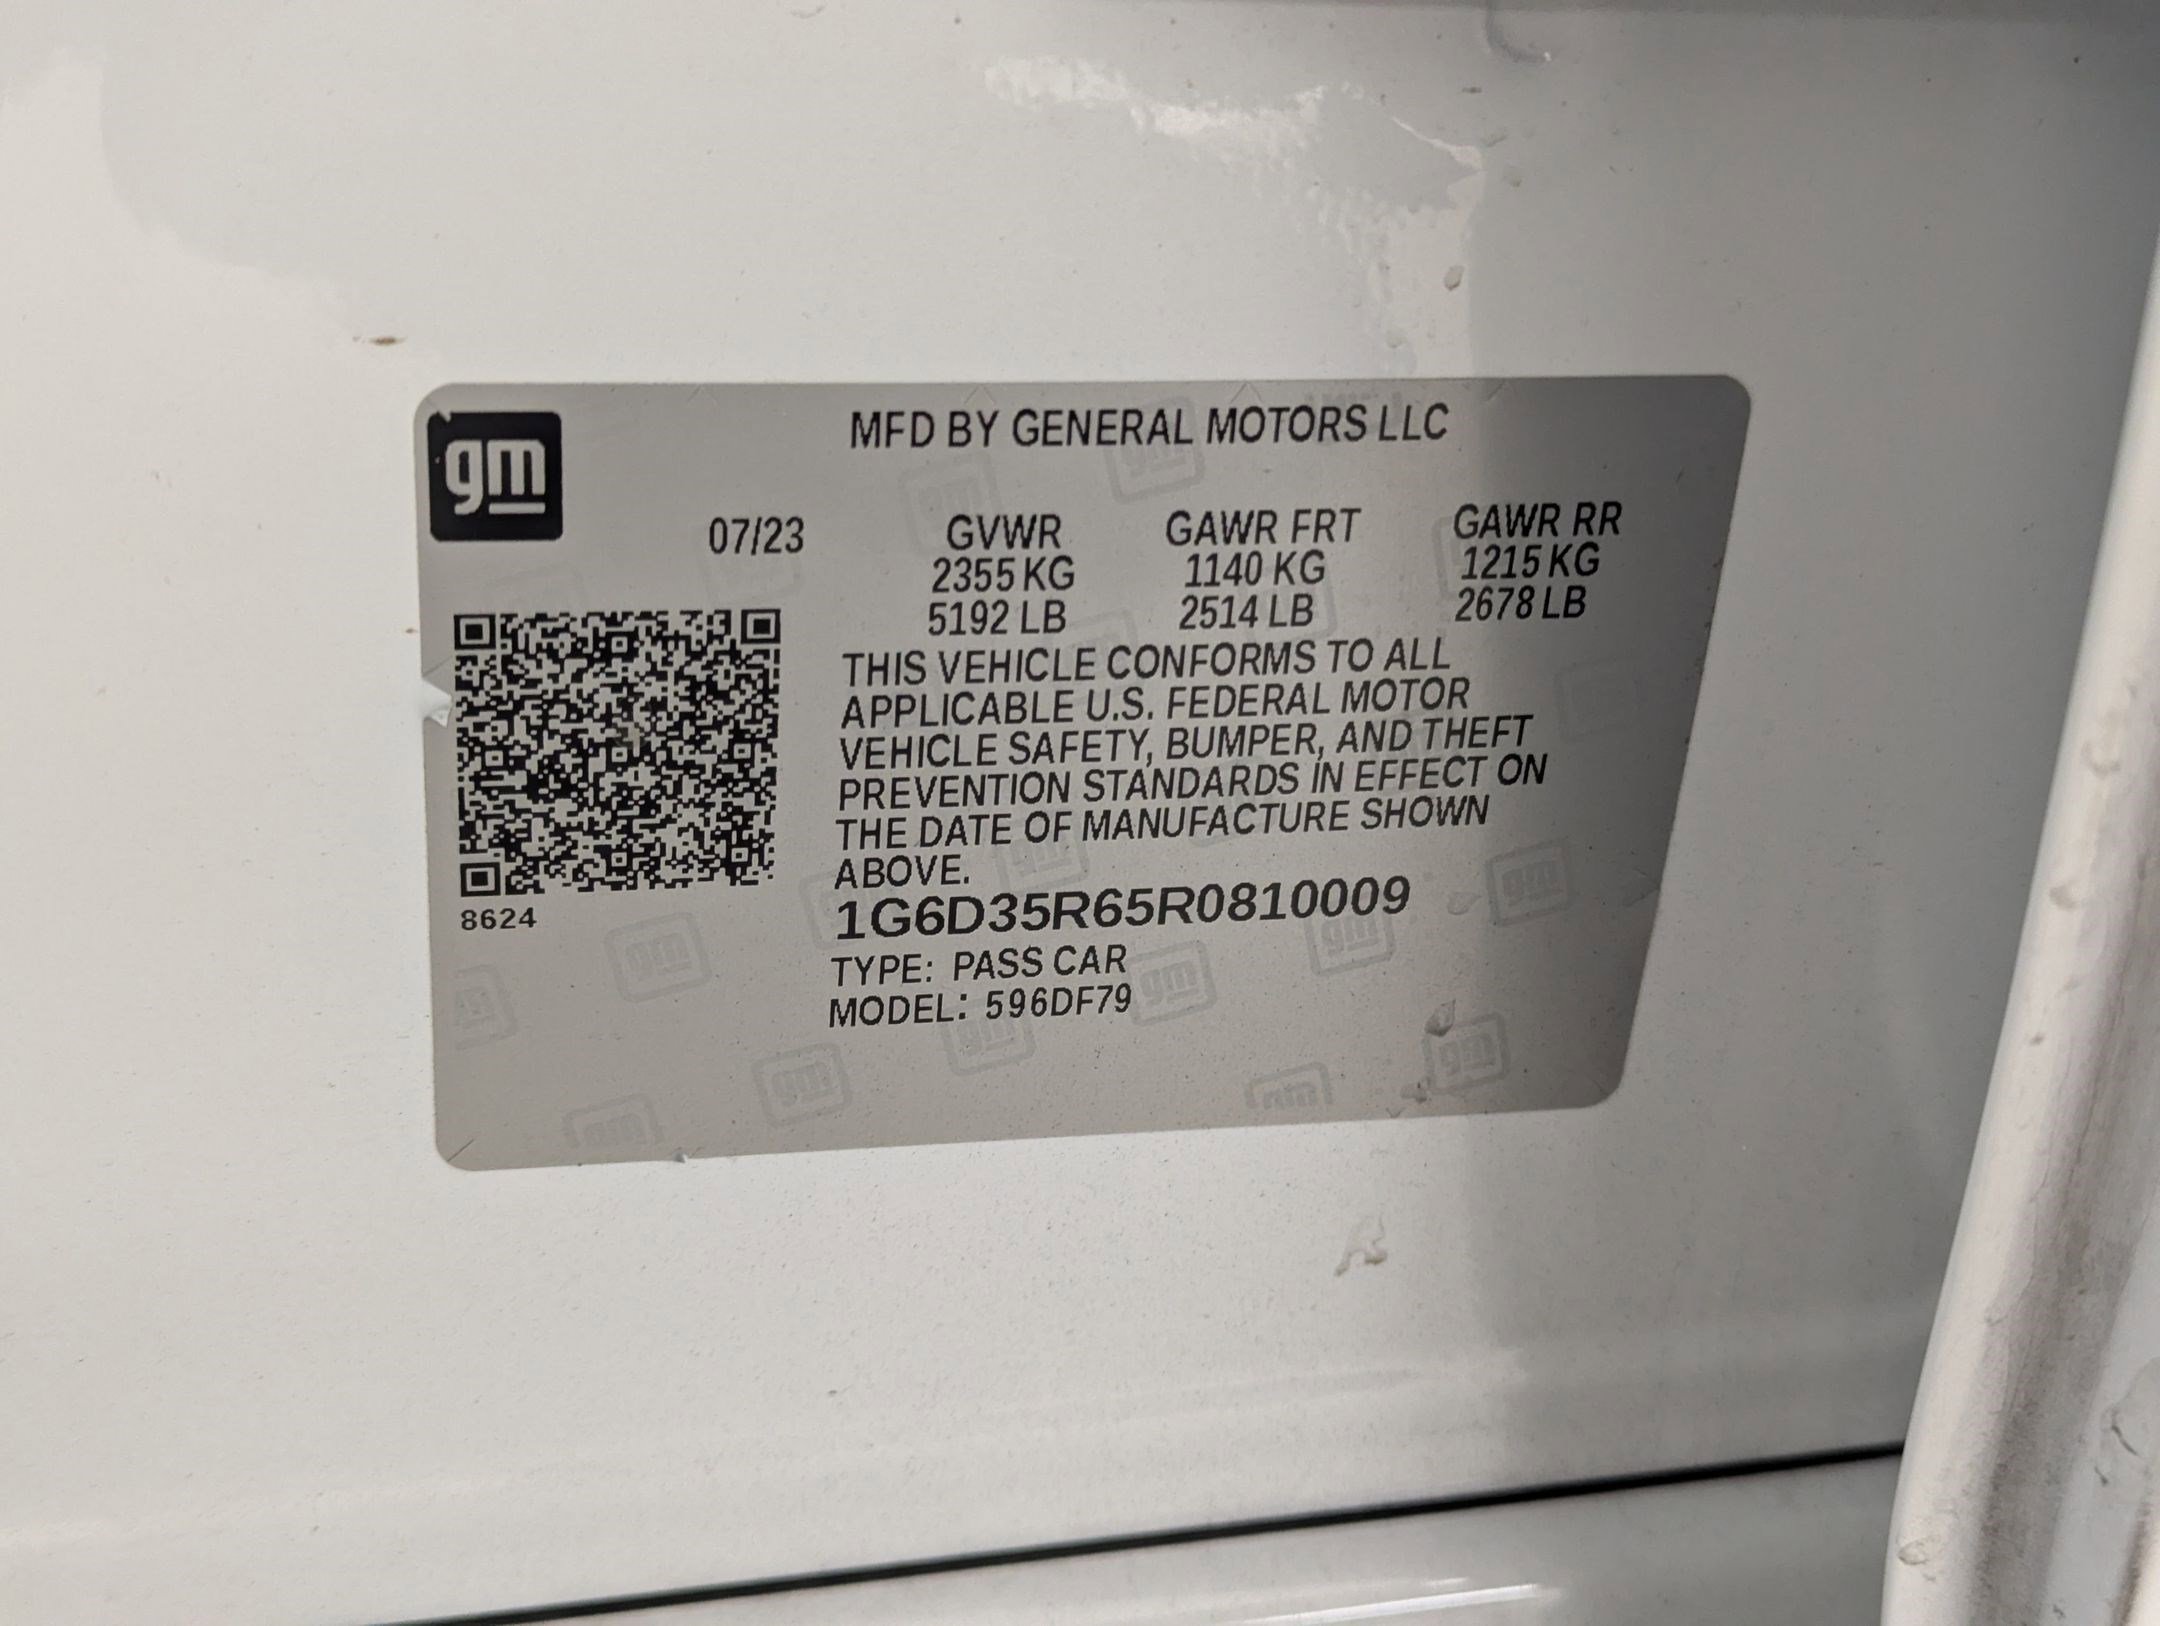 gm
MFD BY GENERAL MOTORS LLC
07/23 GVWR GAWR FRT GAWR RR
2355 KG 1140 KG 1215 KG
5192 LB 2514 LB 2678 LB
THIS VEHICLE CONFORMS TO ALL
APPLICABLE U.S. FEDERAL MOTOR
VEHICLE SAFETY, BUMPER, AND THEFT
PREVENTION STANDARDS IN EFFECT ON
THE DATE OF MANUFACTURE SHOWN
ABOVE.
8624
1G6D35R65R0810009
TYPE: PASS CAR
MODEL: 596DF79